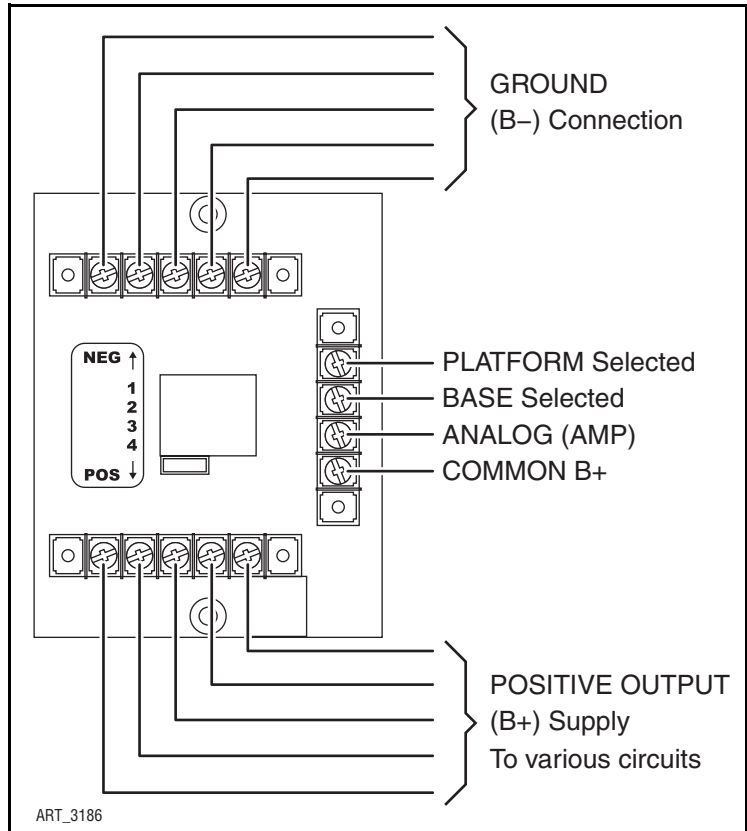 GROUND
(B–) Connection
NEG ↑
1
2
3
4
POS ↓
PLATFORM Selected
BASE Selected
ANALOG (AMP)
COMMON B+
POSITIVE OUTPUT
(B+) Supply
To various circuits
ART_3186